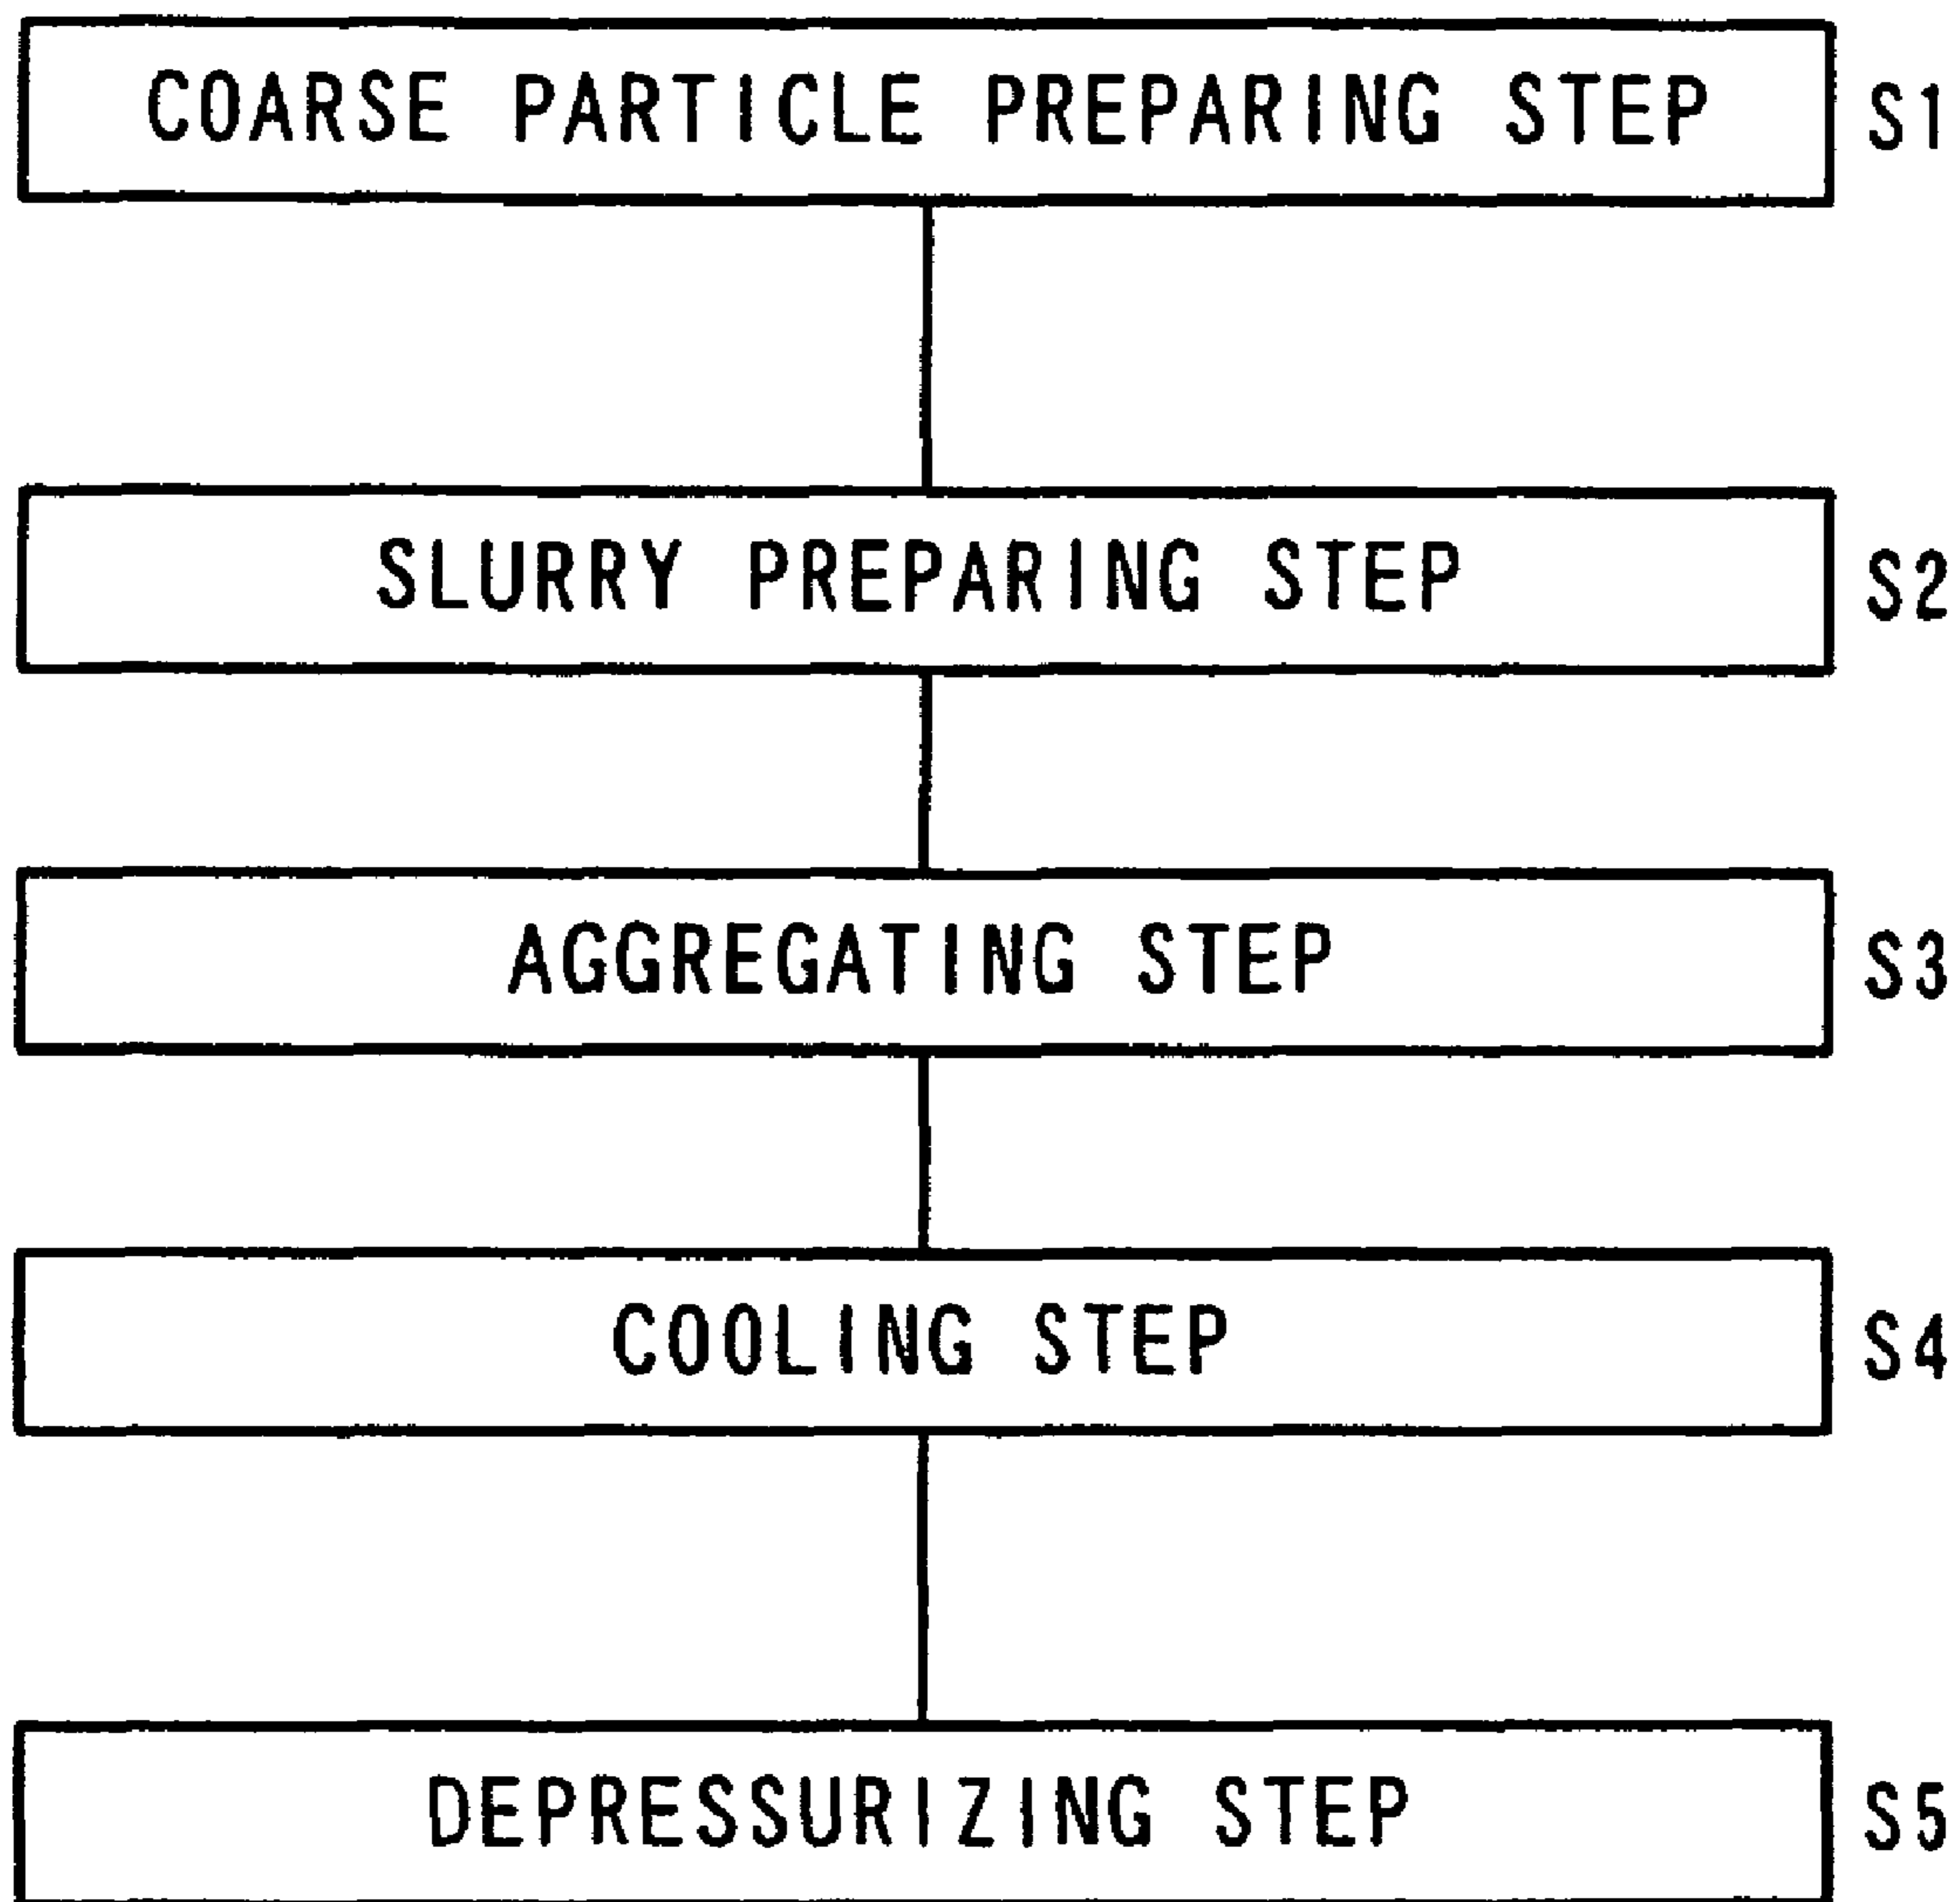 COARSE PARTICLE PREPARING STEP S1
SLURRY PREPARING STEP S2
AGGREGATING STEP S3
COOLING STEP S4
DEPRESSURIZING STEP S5